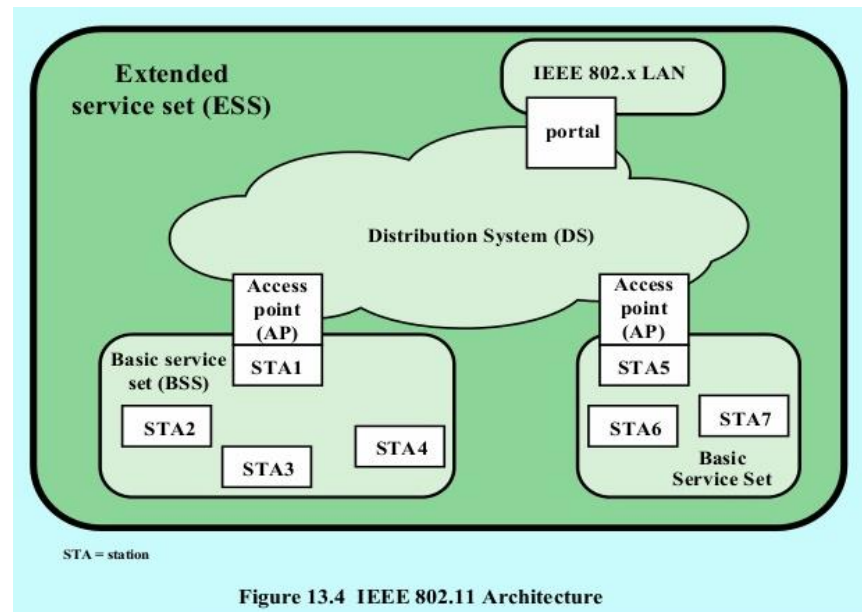 Extended
service set (ESS)
IEEE 802.x LAN
portal
Distribution System (DS)
Access
point
(AP)
Access
point
(AP)
Basic service
set (BSS)
STA1
STA5
STA2
STA3
STA4
STA6
STA7
Basic
Service Set
STA = station
Figure 13.4 IEEE 802.11 Architecture